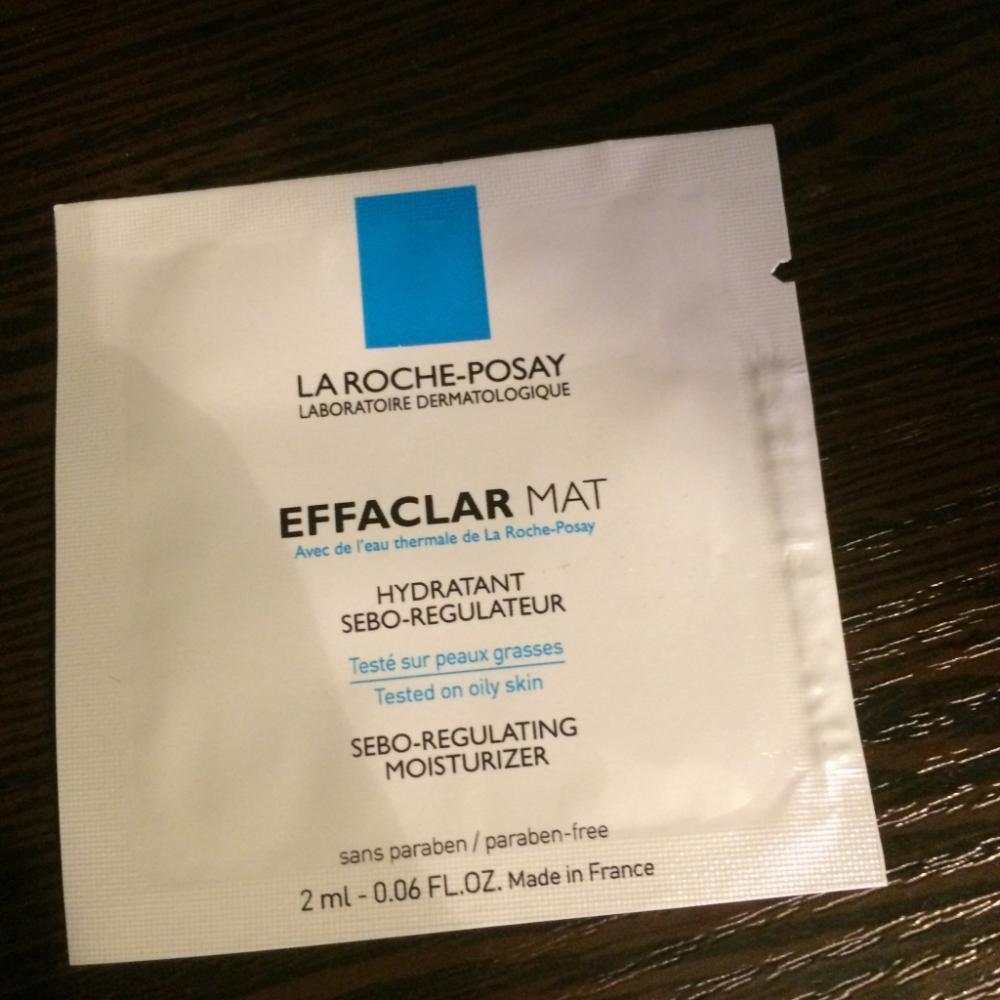 LA ROCHE-POSAY
LABORATOIRE DERMATOLOGIQUE
EFFACLAR MAT
Avec de l'eau thermale de La Roche-Posay
HYDRATANT
SEBO-REGULATEUR
Testé sur peaux grasses
Tested on oily skin
SEBO-REGULATING
MOISTURIZER
sans paraben / paraben-free
2 ml - 0.06 FL.OZ. Made in France